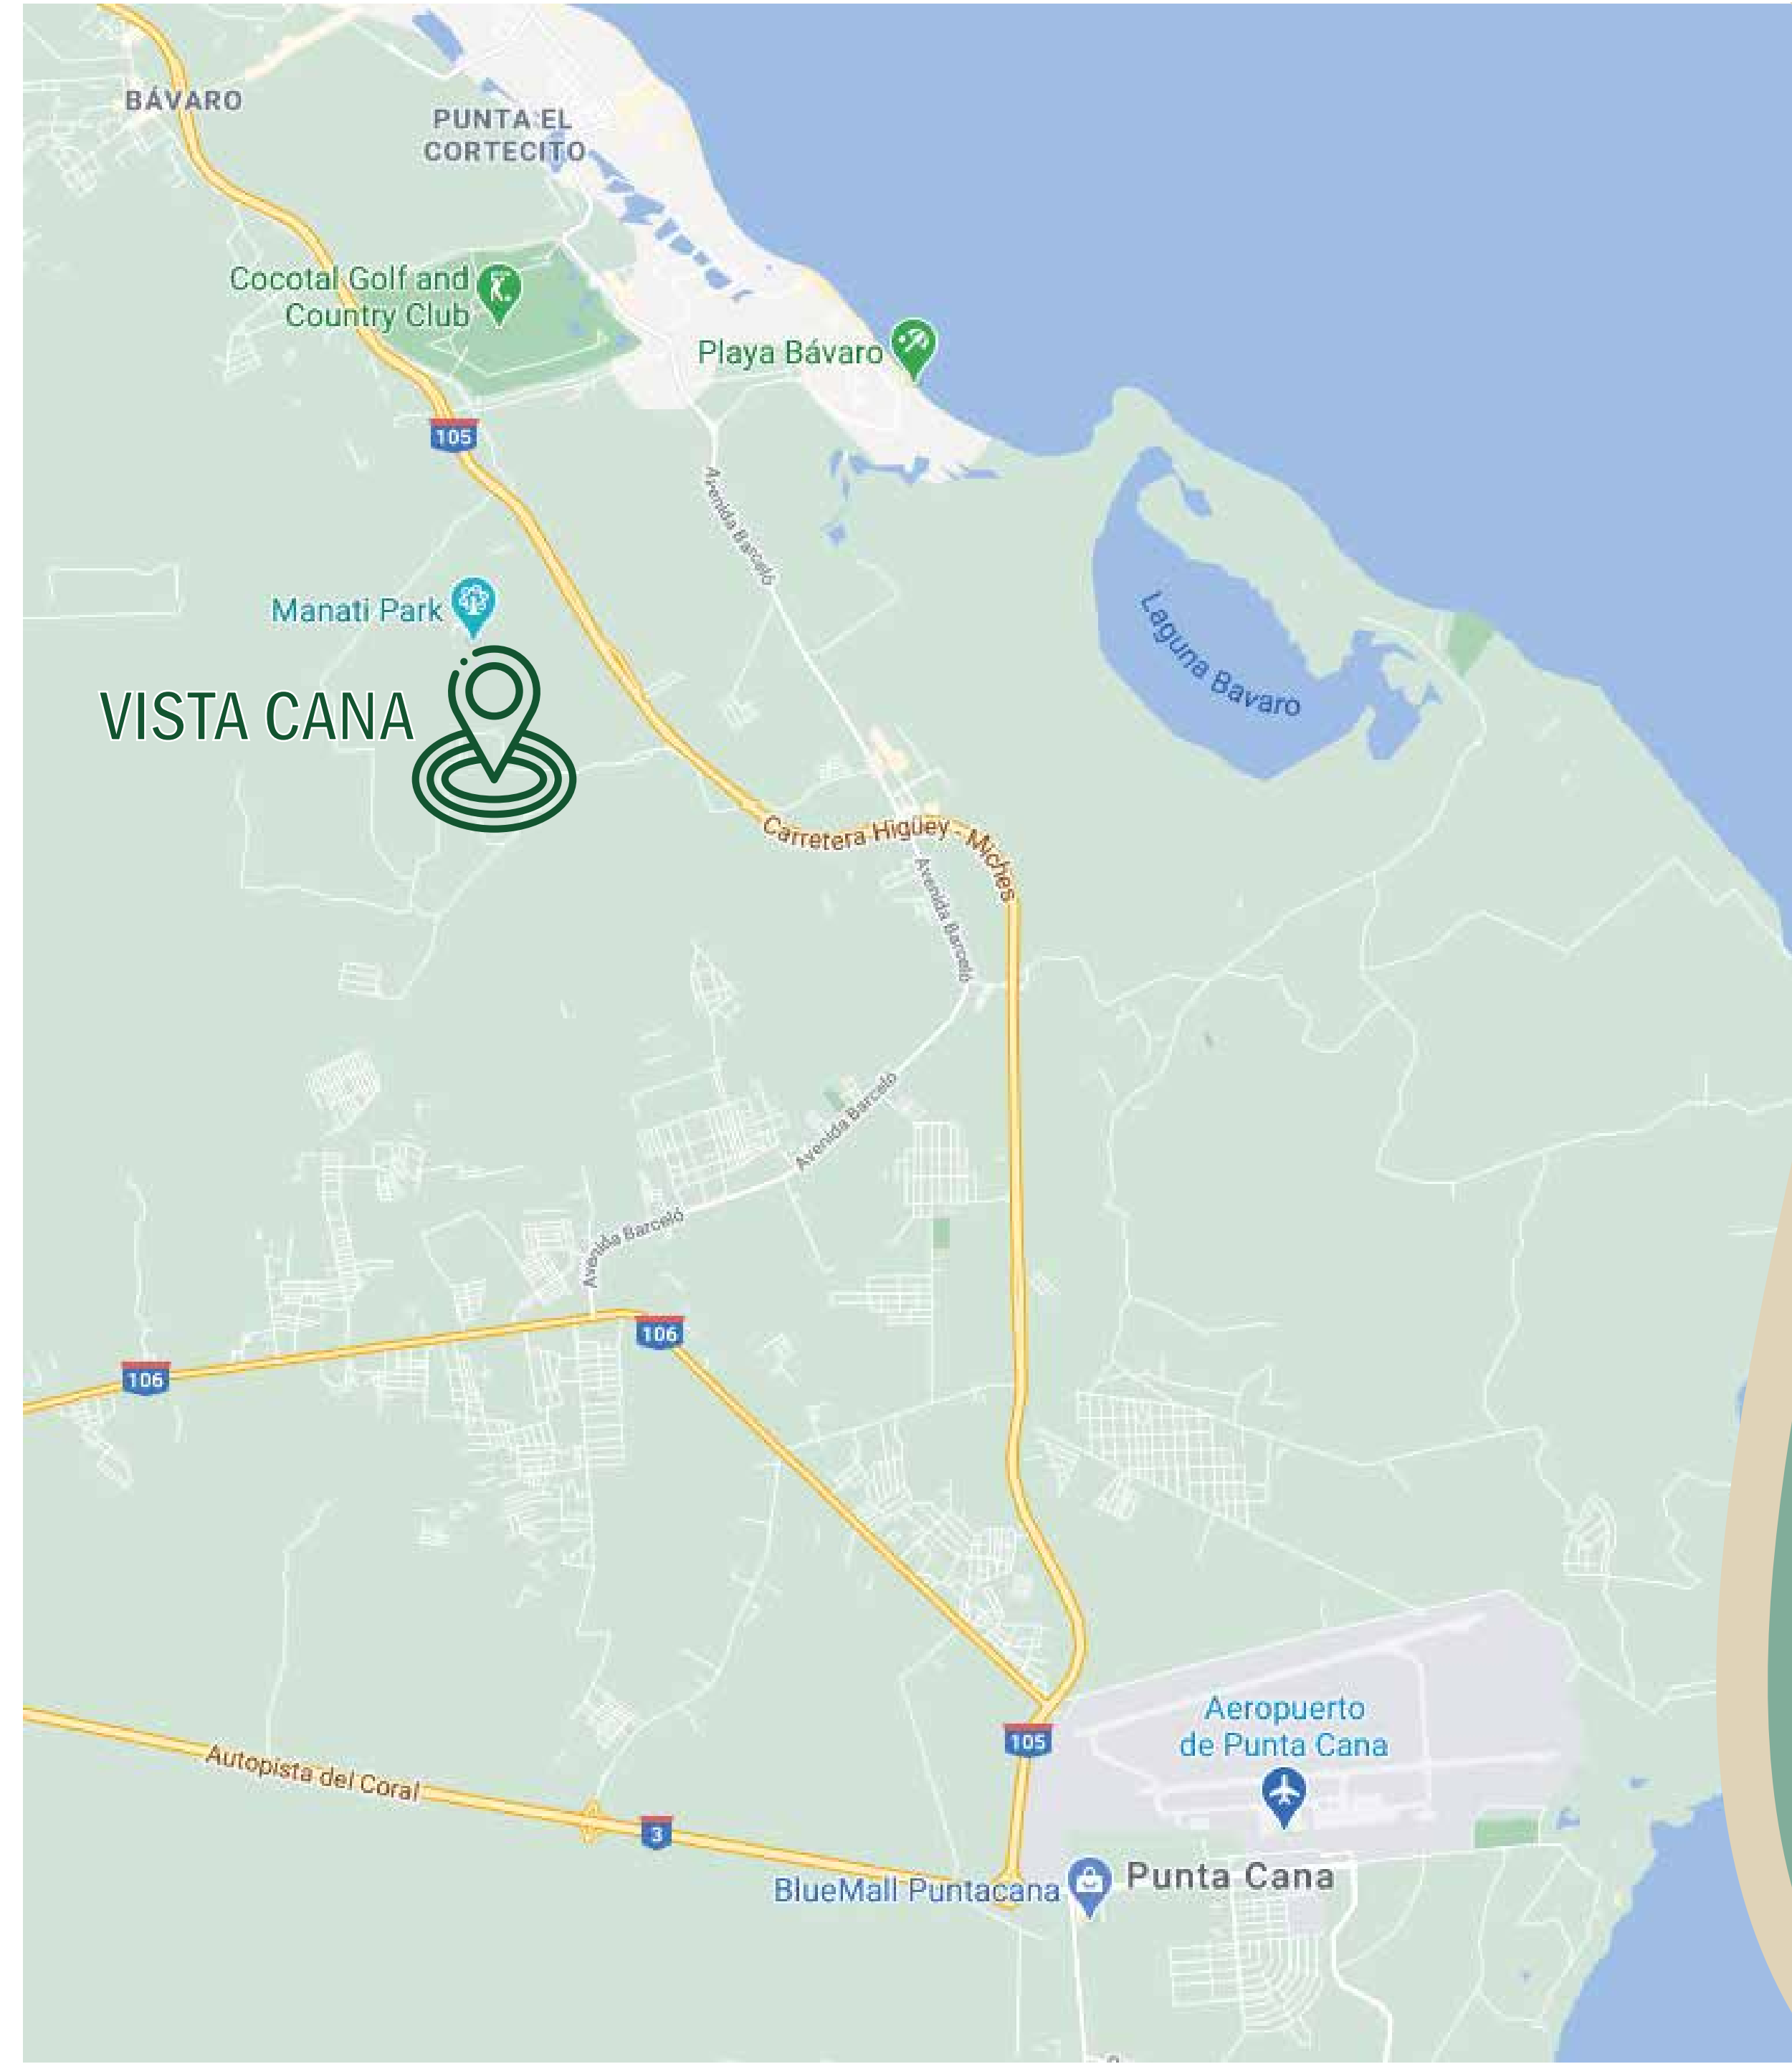 BÁVARO
PUNTA EL
CORTECITO
Cocotal Golf and
Country Club
Playa Bávaro
105
Avenida Barceló
Manati Park
Laguna Bavaro
VISTA CANA
Carretera Higüey - Miches
Avenida Barceló
Avenida Barceló
Avenida Barceló
106
106
Aeropuerto
de Punta Cana
105
Autopista del Coral
3
BlueMall Puntacana
Punta Cana